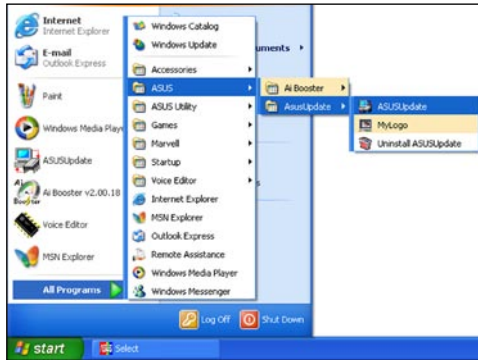 Internet
Internet Explorer
E-mail
Outlook Express
Paint
Windows Media Play
ASUSUpdate
Ai Booster v2.00.18
Voice Editor
MSN Explorer
All Programs
Windows Catalog
Windows Update
Accessories
ASUS
ASUS Utility
Games
Marvell
Startup
Voice Editor
Internet Explorer
MSN Explorer
Outlook Express
Remote Assistance
Windows Media Player
Windows Messenger
uments
s
Ai Booster
AsusUpdate
ASUSUpdate
MyLogo
Uninstall ASUSUpdate
Log Off
Shut Down
start
Select